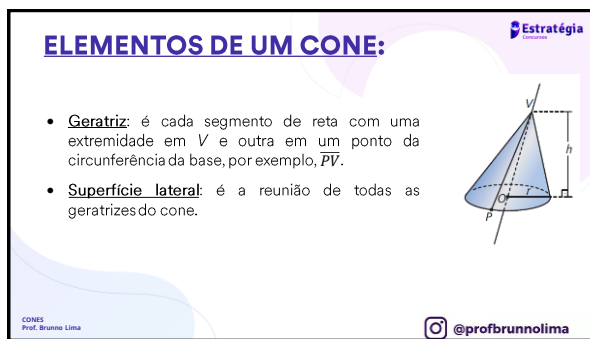 Estratégia
Concursos
ELEMENTOS DE UM CONE:
• Geratriz: é cada segmento de reta com uma
extremidade em V e outra em um ponto da
circunferência da base, por exemplo, PV.
• Superfície lateral: é a reunião de todas as
geratrizes do cone.
V
h
O
r
P
CONES
Prof. Brunno Lima
@profbrunnolima